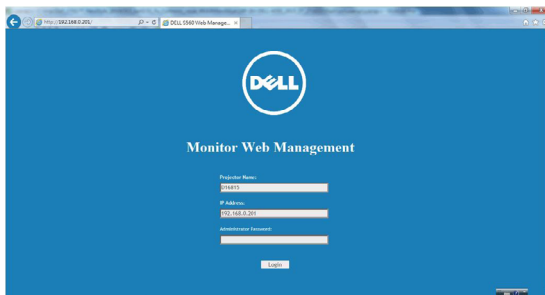 http://192.168.0.201/
DELL S560 Web Manage...
DELL
Monitor Web Management
Projector Name:
IP Address:
192.168.0.201
Administrator Password:
Login